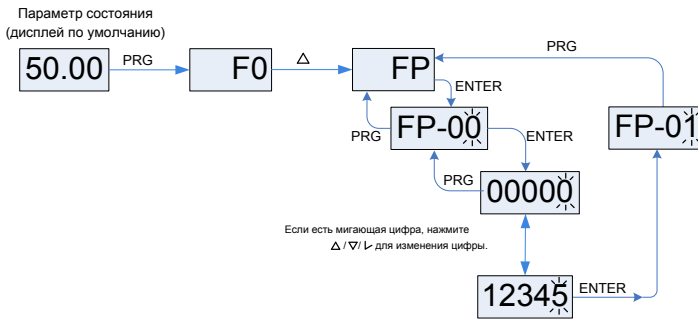 Параметр состояния
(дисплей по умолчанию)
50.00
PRG
F0
△
FP
PRG
ENTER
PRG
FP-00
ENTER
FP-01
PRG
00000
Если есть мигающая цифра, нажмите
△ / ▽/ ㇄ для изменения цифры.
12345
ENTER